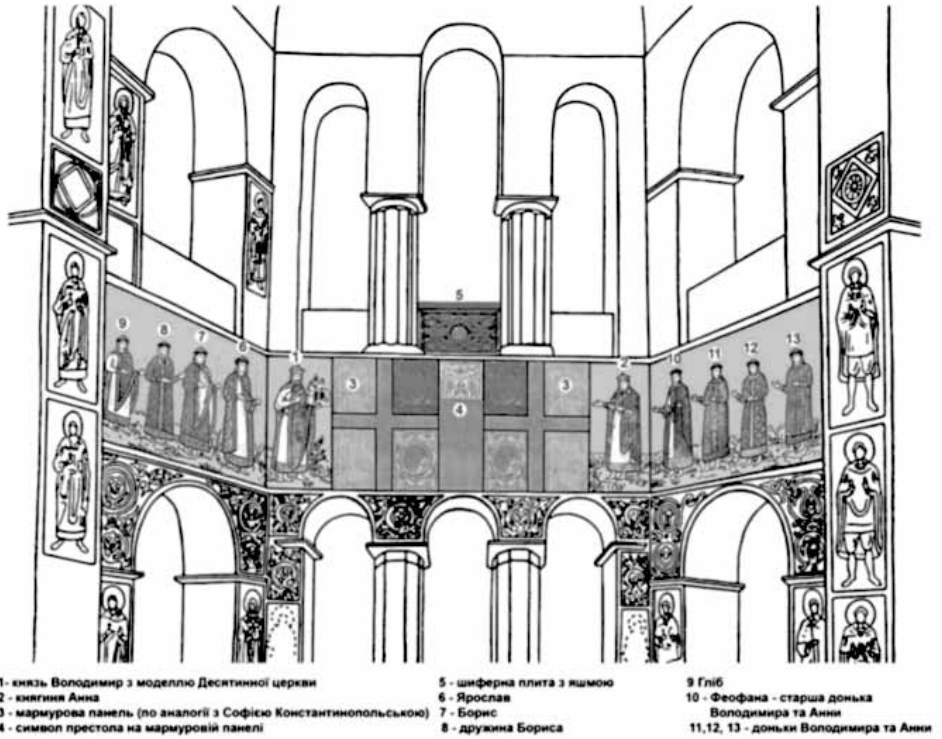 5
9
8
7
6
1
3
4
3
2
10
11
12
13
1- князь Володимир з моделлю Десятинної церкви
2 - княгиня Анна
3 - мармурова панель (по аналогії з Софією Константинопольською)
4 - символ престола на мармуровій панелі
5 - шиферна плита з яшмою
6 - Ярослав
7 - Борис
8 - дружина Бориса
9 Гліб
10 - Феофана - старша донька
Володимира та Анни
11,12, 13 - доньки Володимира та Анни